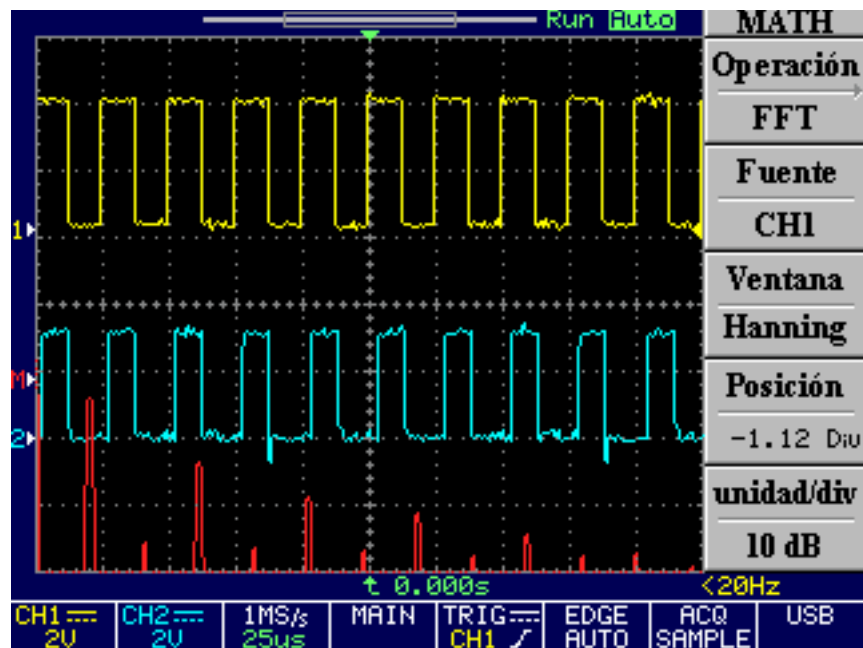 Run Auto
MATH
Operación
FFT
Fuente
CH1
Ventana
Hanning
Posición
-1.12 Div
unidad/div
10 dB
1
M
2
0.000s
<20Hz
CH1 CH2 1MS/s MAIN TRIG EDGE ACQ USB
2V 2V 25us CH1 AUTO SAMPLE